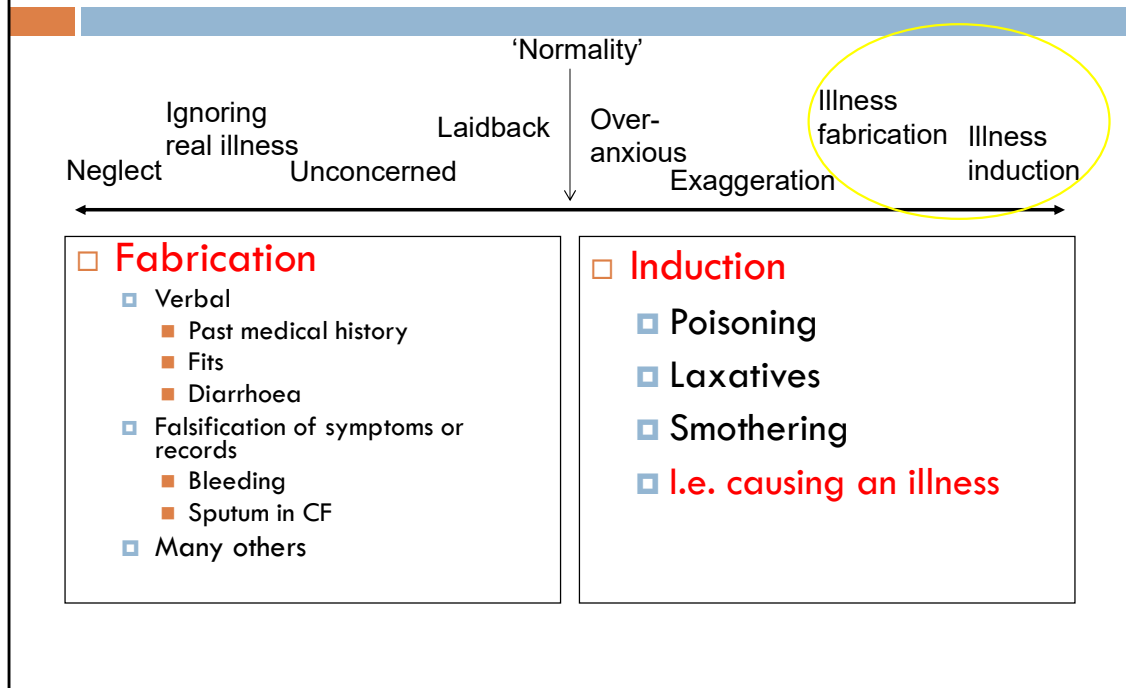 ‘Normality’
Ignoring
real illness
Laidback
Over-
anxious
Illness
fabrication
Illness
induction
Neglect
Unconcerned
Exaggeration
Fabrication
Verbal
Past medical history
Fits
Diarrhoea
Falsification of symptoms or
records
Bleeding
Sputum in CF
Many others
Induction
Poisoning
Laxatives
Smothering
I.e. causing an illness